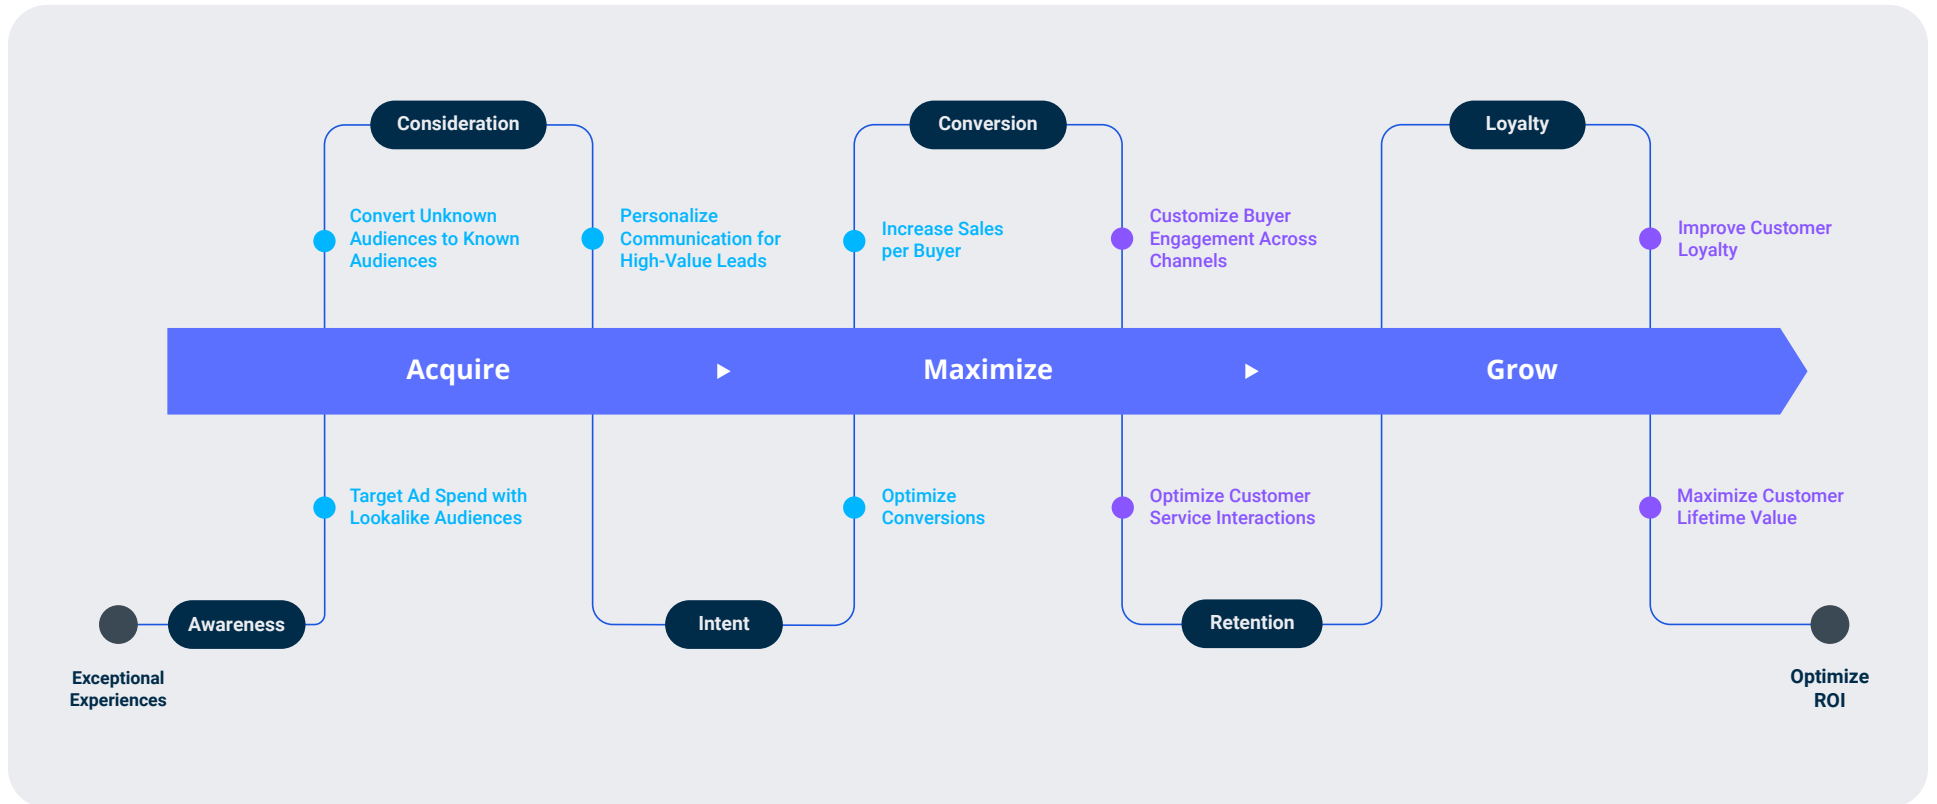 Consideration
Conversion
Loyalty
Convert Unknown
Audiences to Known
Audiences
Personalize
Communication for
High-Value Leads
Increase Sales
per Buyer
Customize Buyer
Engagement Across
Channels
Improve Customer
Loyalty
Acquire
Maximize
Grow
Target Ad Spend with
Lookalike Audiences
Optimize
Conversions
Optimize Customer
Service Interactions
Maximize Customer
Lifetime Value
Awareness
Intent
Retention
Exceptional
Experiences
Optimize
ROI